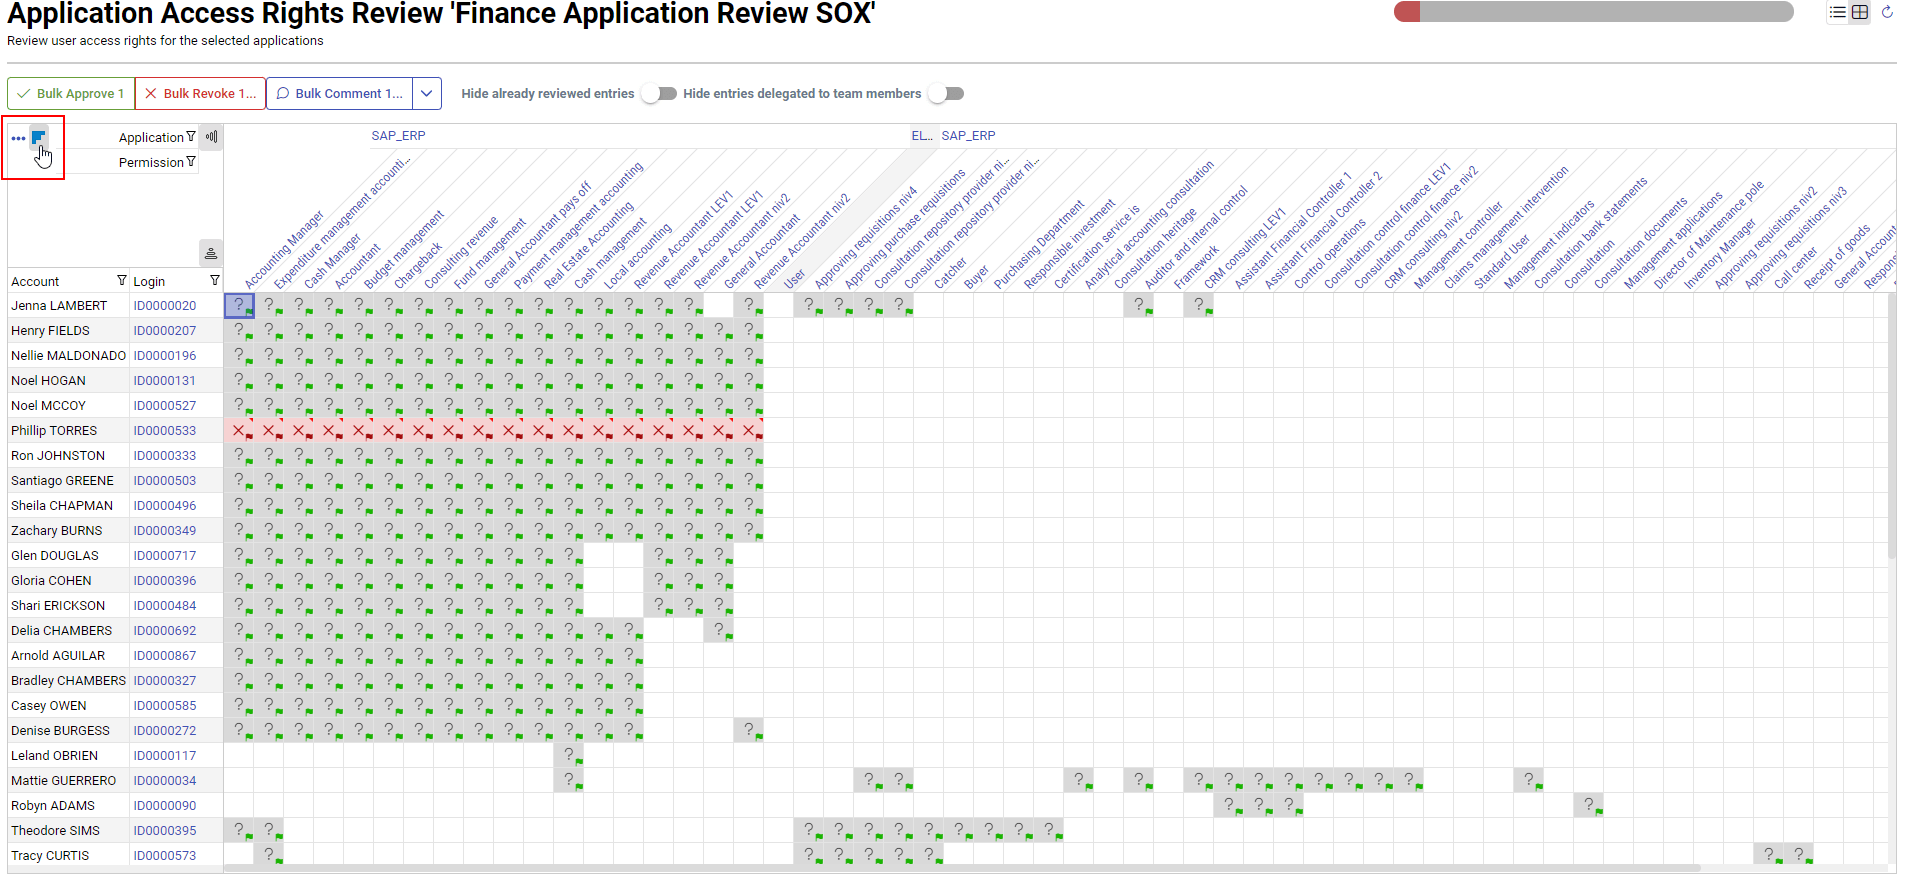 Application Access Rights Review 'Finance Application Review SOX'
Review user access rights for the selected applications
Bulk Approve 1 Bulk Revoke 1... Bulk Comment 1... Hide already reviewed entries Hide entries delegated to team members
Application SAP_ERP EL... SAP_ERP
Permission
Accounting Manager
Expenditure management accounti...
Cash Manager
Accountant
Budget management
Chargeback
Consulting revenue
Fund management
General Accountant pays off
Payment management accounting
Real Estate Accounting
Cash management
Local accounting
Revenue Accountant LEV1
Revenue Accountant LEV1
Revenue Accountant niv2
General Accountant
Revenue Accountant niv2
User
Approving requisitions niv4
Approving purchase requisitions
Consultation repository provider ni...
Consultation repository provider ni...
Catcher
Buyer
Purchasing Department
Responsible investment
Certification service is
Analytical accounting consultation
Consultation heritage
Auditor and internal control
Framework
CRM consulting LEV1
Assistant Financial Controller 1
Assistant Financial Controller 2
Control operations
Consultation control finance LEV1
Consultation control finance niv2
CRM consulting niv2
Management controller
Claims management intervention
Standard User
Management indicators
Consultation bank statements
Consultation
Consultation documents
Management applications
Director of Maintenance pole
Inventory Manager
Approving requisitions niv2
Approving requisitions niv3
Call center
Receipt of goods
General Account
Respons
Account Login
Jenna LAMBERT ID0000020
Henry FIELDS ID0000207
Nellie MALDONADO ID0000196
Noel HOGAN ID0000131
Noel MCCOY ID0000527
Phillip TORRES ID0000533
Ron JOHNSTON ID0000333
Santiago GREENE ID0000503
Sheila CHAPMAN ID0000496
Zachary BURNS ID0000349
Glen DOUGLAS ID0000717
Gloria COHEN ID0000396
Shari ERICKSON ID0000484
Delia CHAMBERS ID0000692
Arnold AGUILAR ID0000867
Bradley CHAMBERS ID0000327
Casey OWEN ID0000585
Denise BURGESS ID0000272
Leland OBRIEN ID0000117
Mattie GUERRERO ID0000034
Robyn ADAMS ID0000090
Theodore SIMS ID0000395
Tracy CURTIS ID0000573